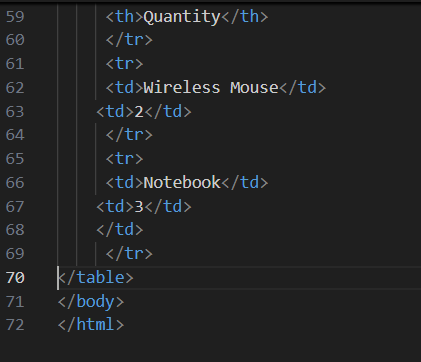 59 <th>Quantity</th>
60 </tr>
61 <tr>
62 <td>Wireless Mouse</td>
63 <td>2</td>
64 </tr>
65 <tr>
66 <td>Notebook</td>
67 <td>3</td>
68 </td>
69 </tr>
70 </table>
71 </body>
72 </html>